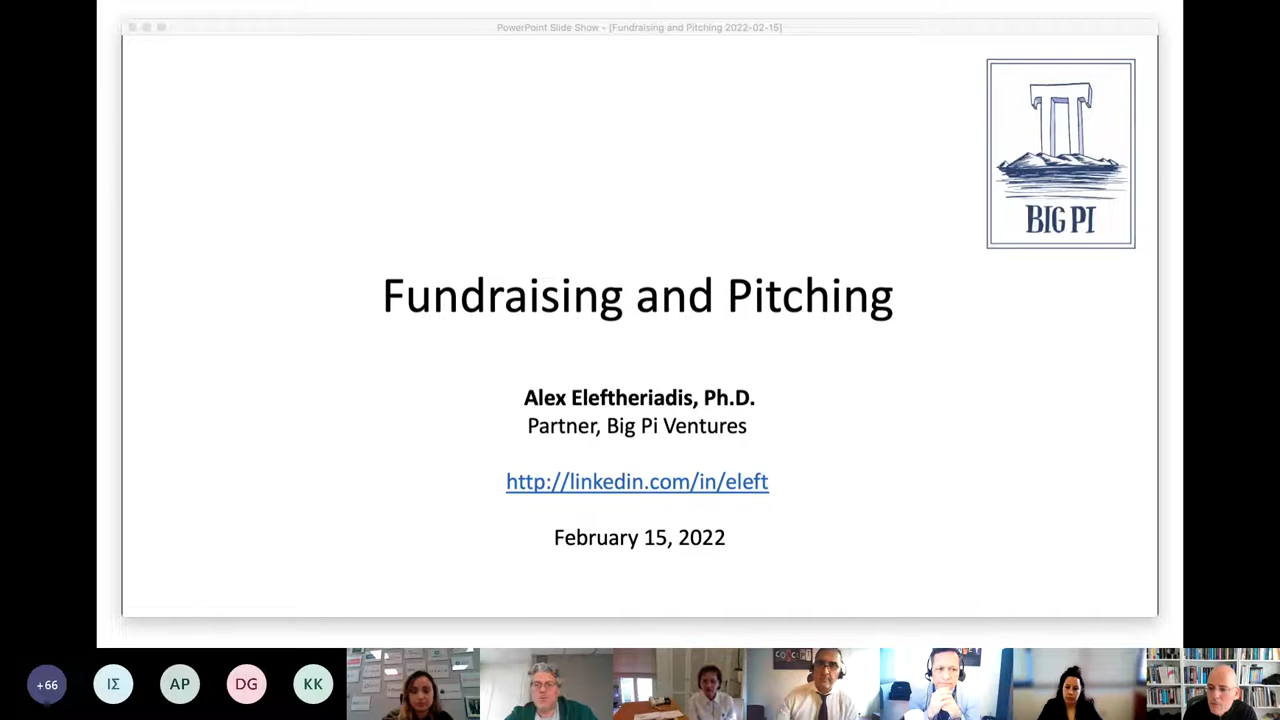 PowerPoint Slide Show - [Fundraising and Pitching 2022-02-15]
BIG PI
Fundraising and Pitching
Alex Eleftheriadis, Ph.D.
Partner, Big Pi Ventures
http://linkedin.com/in/eleft
February 15, 2022
+66
ΙΣ
AP
DG
KK